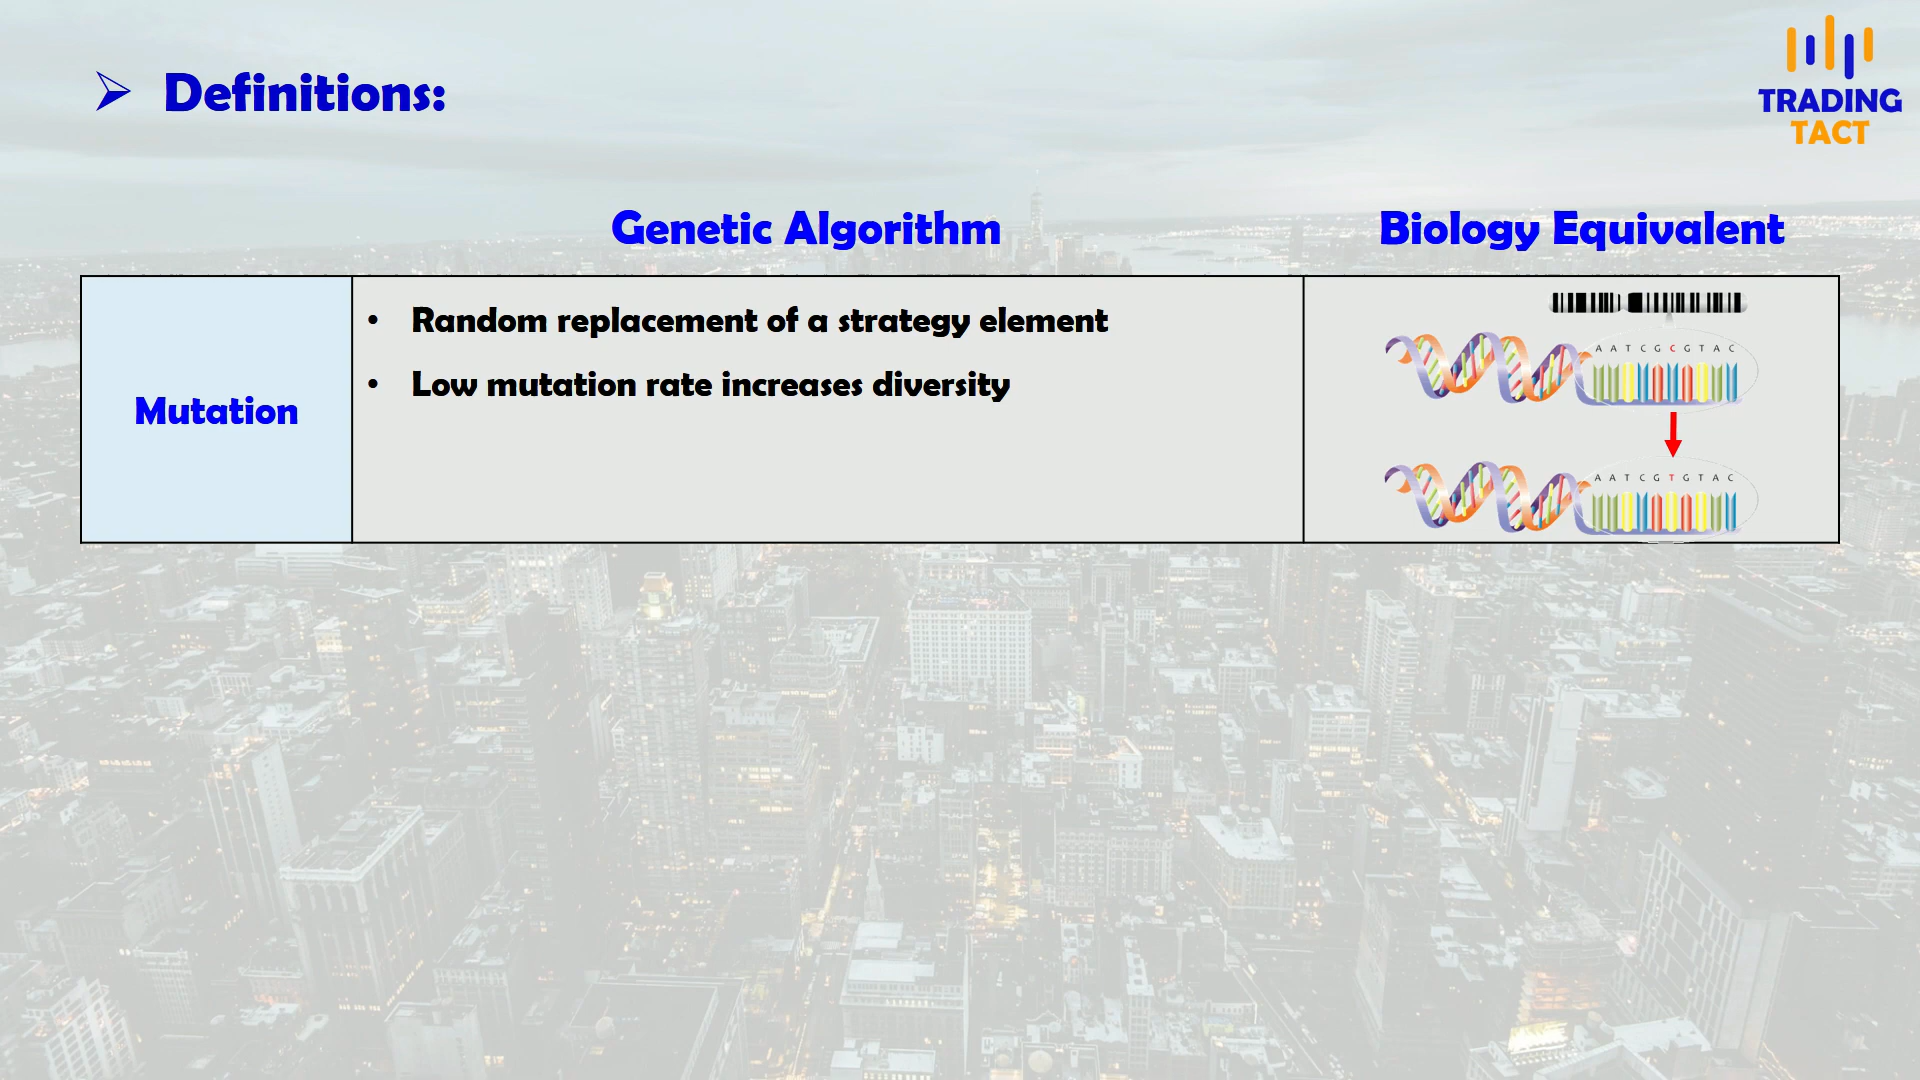 Definitions:
TRADING
TACT
Genetic Algorithm
Biology Equivalent
Mutation
• Random replacement of a strategy element
• Low mutation rate increases diversity
A A T C G C G T A C
A A T C G T G T A C